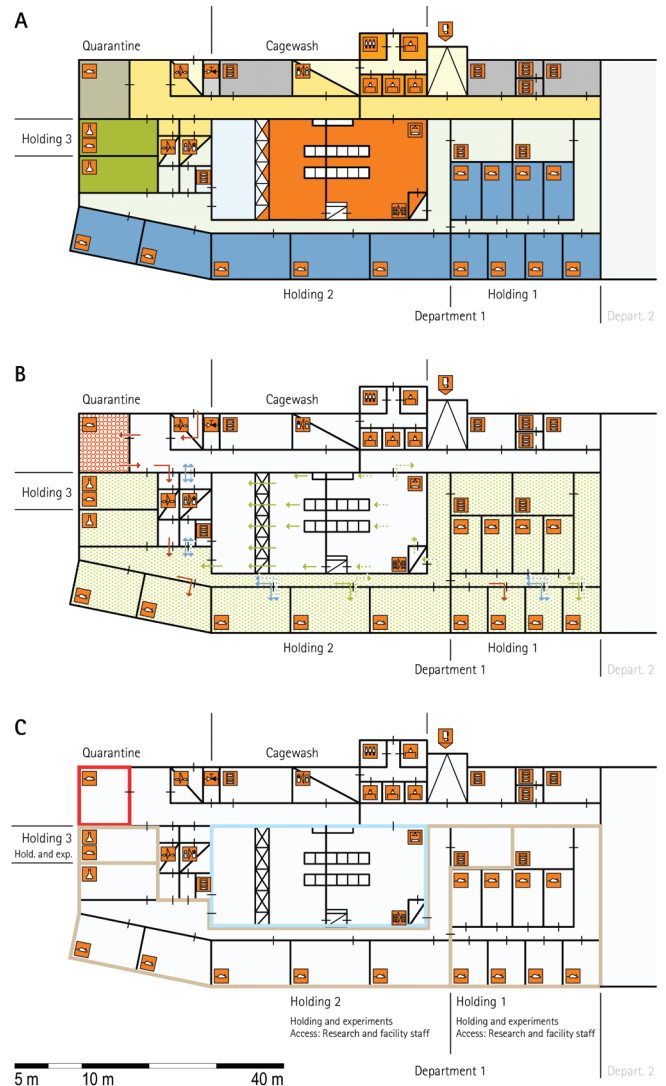 A
Quarantine
Cagewash
Holding 3
Holding 2
Holding 1
Department 1
Depart. 2
B
Quarantine
Cagewash
Holding 3
Holding 2
Holding 1
Department 1
Depart. 2
C
Quarantine
Cagewash
Holding 3
Hold. and exp.
Holding 2
Holding and experiments
Access: Research and facility staff
Holding 1
Holding and experiments
Access: Research and facility staff
Department 1
Depart. 2
5 m
10 m
40 m